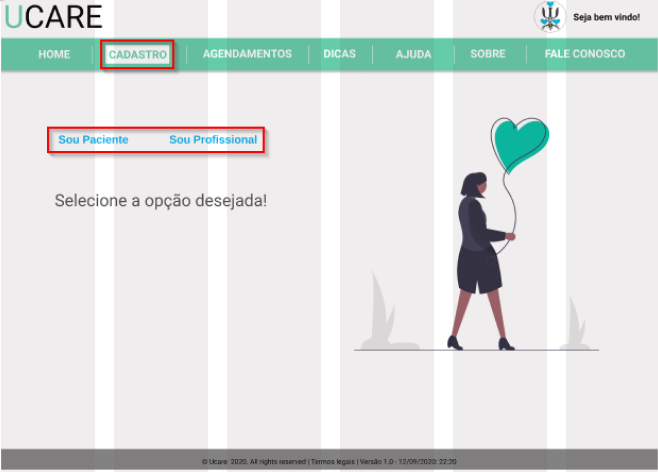 UCARE
Seja bem vindo!
HOME CADASTRO AGENDAMENTOS DICAS AJUDA SOBRE FALE CONOSCO
Sou Paciente Sou Profissional
Selecione a opção desejada!
© Ucare 2020, All rights reserved | Termos legais | Versão 1.0 - 12/09/2020: 22:20